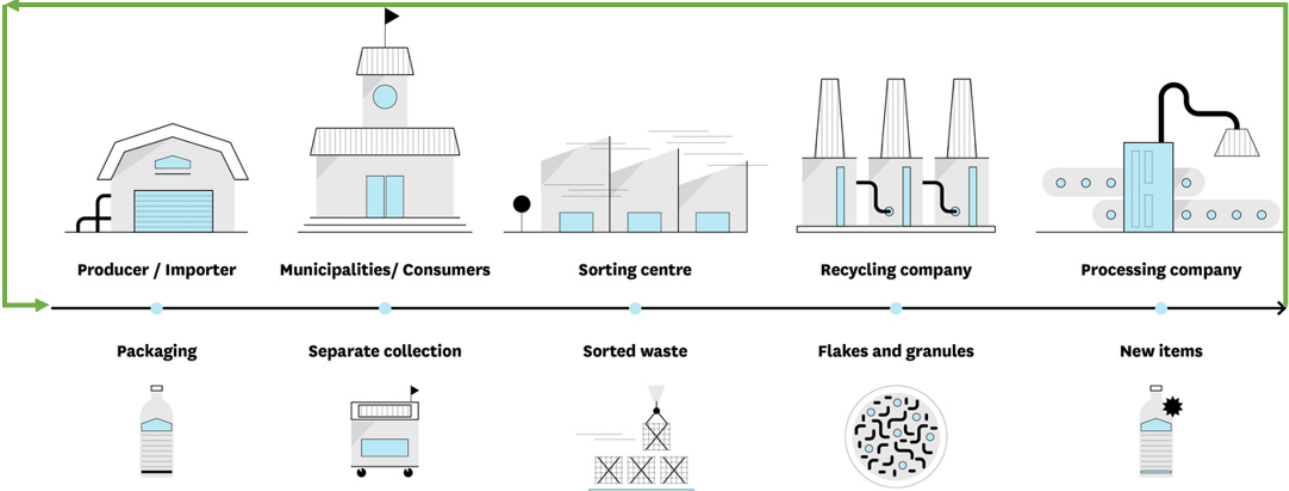 Producer / Importer
Municipalities/ Consumers
Sorting centre
Recycling company
Processing company
Packaging
Separate collection
Sorted waste
Flakes and granules
New items